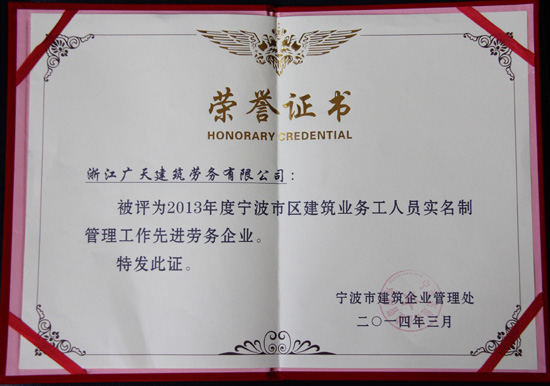 荣誉证书
HONORARY CREDENTIAL
浙江广天建筑劳务有限公司：
被评为2013年度宁波市区建筑业务工人员实名制
管理工作先进劳务企业。
特发此证。
宁波市建筑企业管理处
二〇一四年三月